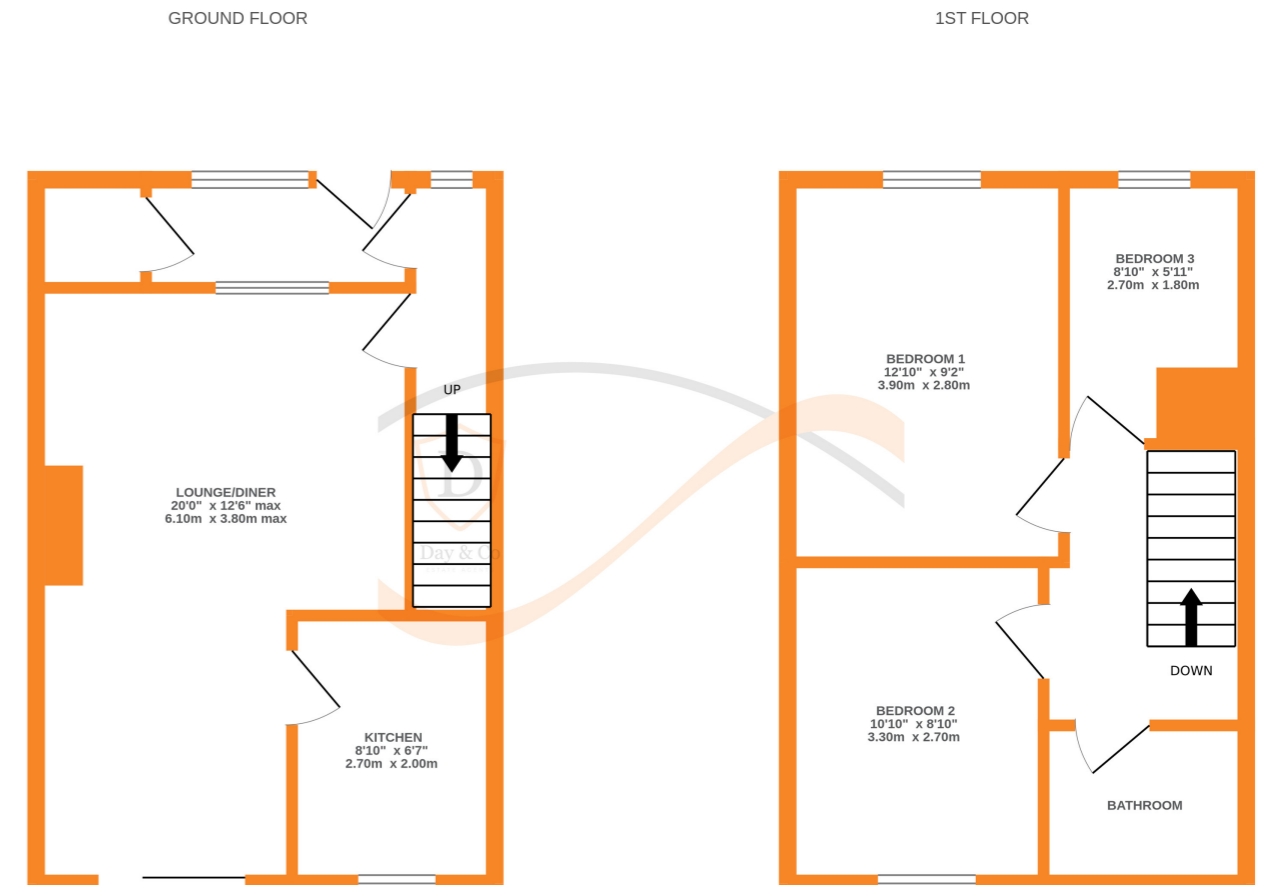 GROUND FLOOR
1ST FLOOR
UP
LOUNGE/DINER
20'0" x 12'6" max
6.10m x 3.80m max
D
Day & Co
KITCHEN
8'10" x 6'7"
2.70m x 2.00m
BEDROOM 3
8'10" x 5'11"
2.70m x 1.80m
BEDROOM 1
12'10" x 9'2"
3.90m x 2.80m
DOWN
BEDROOM 2
10'10" x 8'10"
3.30m x 2.70m
BATHROOM